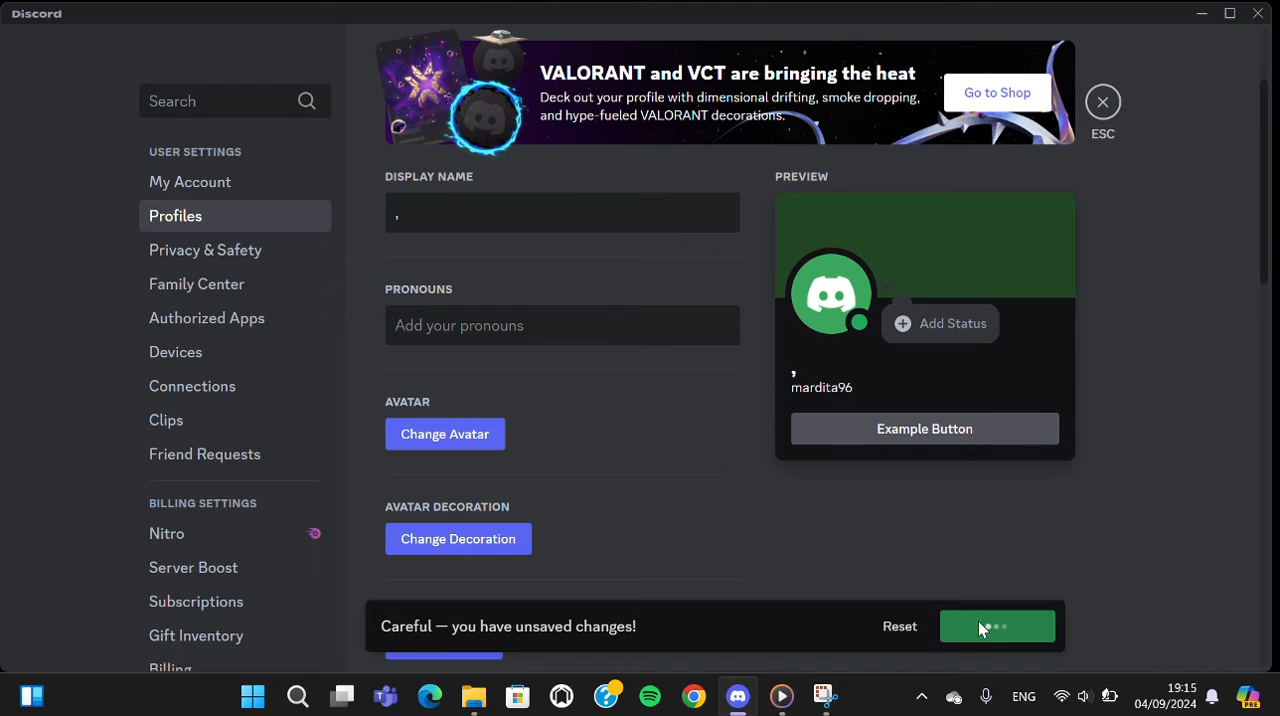 Discord
VALORANT and VCT are bringing the heat
Deck out your profile with dimensional drifting, smoke dropping,
and hype-fueled VALORANT decorations.
Go to Shop
ESC
Search
USER SETTINGS
My Account
Profiles
Privacy & Safety
Family Center
Authorized Apps
Devices
Connections
Clips
Friend Requests
BILLING SETTINGS
Nitro
Server Boost
Subscriptions
Gift Inventory
Billing
DISPLAY NAME
,
PRONOUNS
Add your pronouns
AVATAR
Change Avatar
AVATAR DECORATION
Change Decoration
PREVIEW
Add Status
,
mardita96
Example Button
Careful — you have unsaved changes!
Reset
ENG
19:15
04/09/2024
PRE